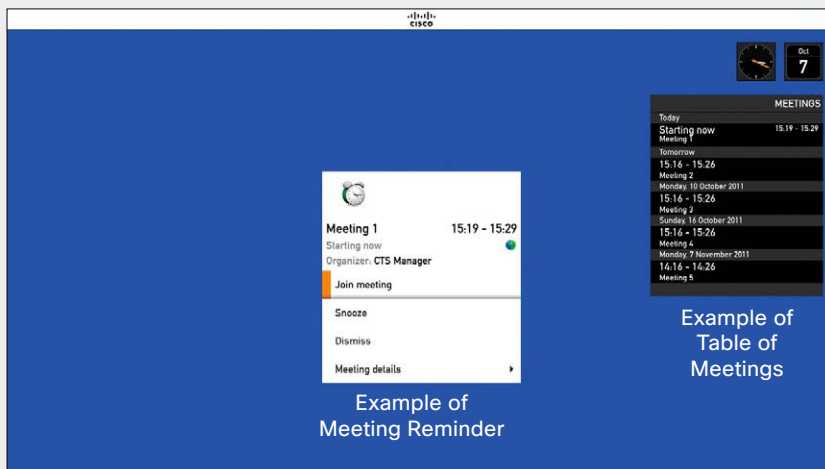 CISCO
Oct
7
MEETINGS
Today
Starting now 15.19 - 15.29
Meeting 1
Tomorrow
15.16 - 15.26
Meeting 2
Monday, 10 October 2011
15:16 - 15:26
Meeting 3
Sunday, 16 October 2011
15:16 - 15:26
Meeting 4
Monday, 7 November 2011
14:16 - 14:26
Meeting 5
Example of
Table of
Meetings
Meeting 1 15:19 - 15:29
Starting now
Organizer: CTS Manager
Join meeting
Snooze
Dismiss
Meeting details
Example of
Meeting Reminder